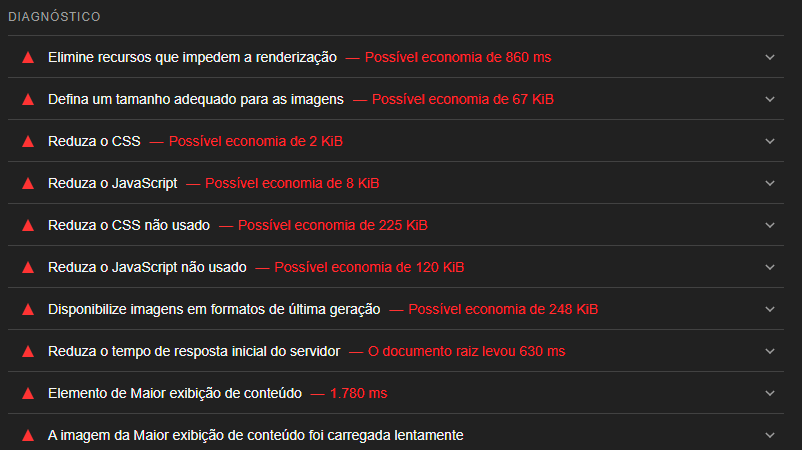 DIAGNÓSTICO
Elimine recursos que impedem a renderização — Possível economia de 860 ms
Defina um tamanho adequado para as imagens — Possível economia de 67 KiB
Reduza o CSS — Possível economia de 2 KiB
Reduza o JavaScript — Possível economia de 8 KiB
Reduza o CSS não usado — Possível economia de 225 KiB
Reduza o JavaScript não usado — Possível economia de 120 KiB
Disponibilize imagens em formatos de última geração — Possível economia de 248 KiB
Reduza o tempo de resposta inicial do servidor — O documento raiz levou 630 ms
Elemento de Maior exibição de conteúdo — 1.780 ms
A imagem da Maior exibição de conteúdo foi carregada lentamente